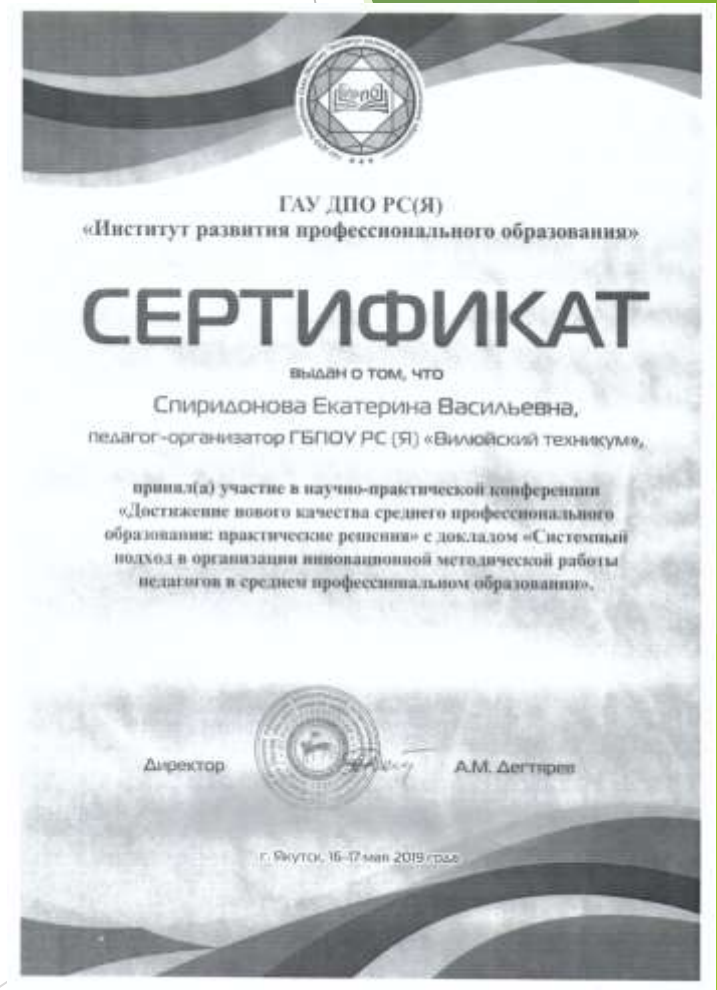 ИРПО
ГАУ ДПО РС(Я)
«Институт развития профессионального образования»
СЕРТИФИКАТ
выдан о том, что
Спиридонова Екатерина Васильевна,
педагог-организатор ГБПОУ РС (Я) «Вилюйский техникум»,
принял(а) участие в научно-практической конференции
«Достижение нового качества среднего профессионального
образования: практические решения» с докладом «Системный
подход в организации инновационной методической работы
педагогов в среднем профессиональном образовании».
Директор
А.М. Дегтярев
г. Якутск, 16-17 мая 2019 года